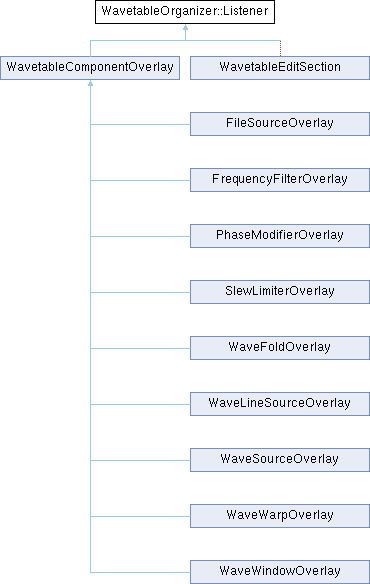 WavetableOrganizer::Listener
WavetableComponentOverlay
WavetableEditSection
FileSourceOverlay
FrequencyFilterOverlay
PhaseModifierOverlay
SlewLimiterOverlay
WaveFoldOverlay
WaveLineSourceOverlay
WaveSourceOverlay
WaveWarpOverlay
WaveWindowOverlay